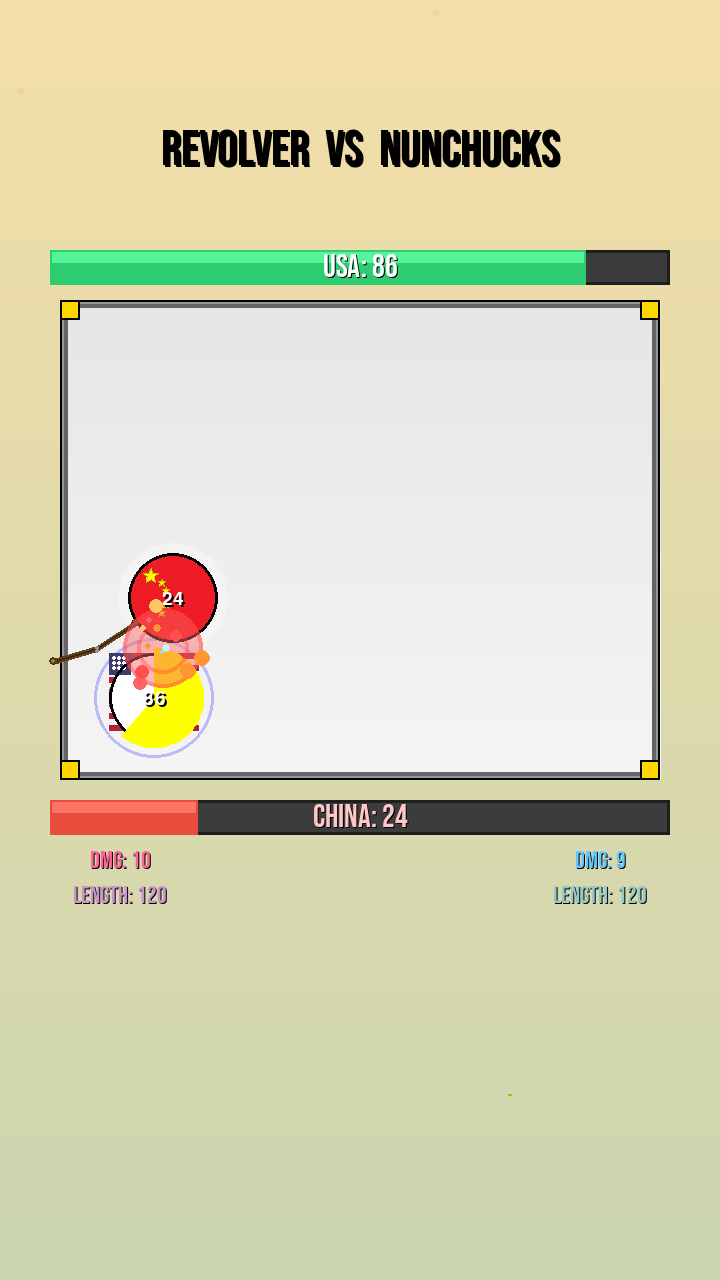 REVOLVER VS NUNCHUCKS
USA: 86
24
86
CHINA: 24
DMG: 10
DMG: 9
LENGTH: 120
LENGTH: 120